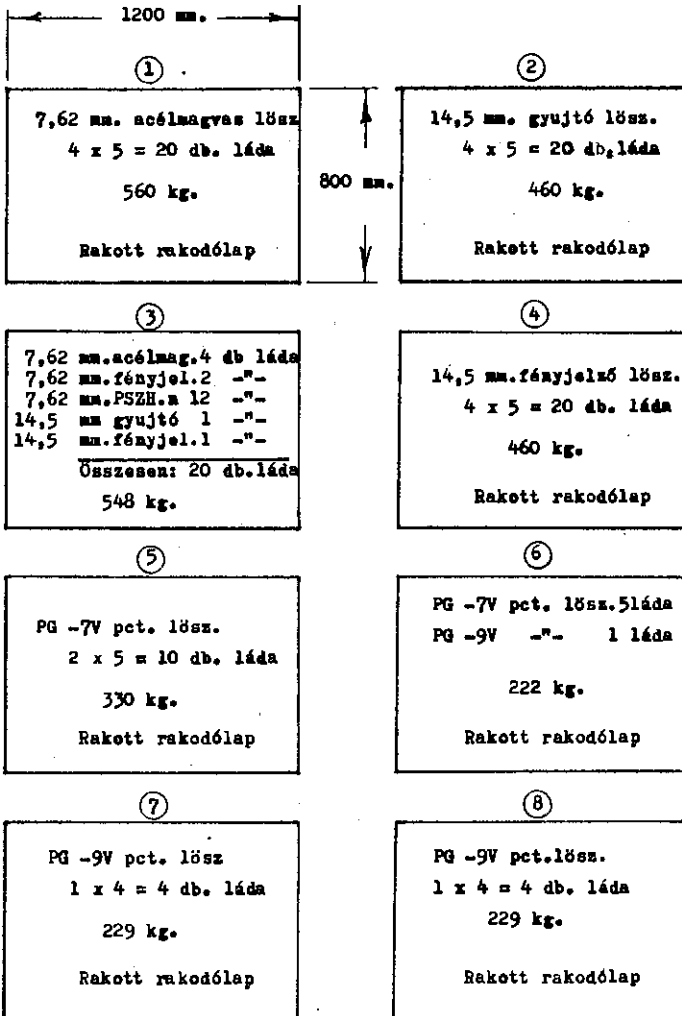 1200 mm.
1
7,62 mm. acélmagvas lősz
4 x 5 = 20 db. láda
560 kg.
Rakott rakodólap
800 mm.
2
14,5 mm. gyujtó lősz.
4 x 5 = 20 db. láda
460 kg.
Rakott rakodólap
3
7,62 mm.acélmag.4 db láda
7,62 mm.fényjel.2 -"-
7,62 mm.PSZH.a 12 -"-
14,5 mm gyujtó 1 -"-
14,5 mm.fényjel.1 -"-
Összesen: 20 db.láda
548 kg.
4
14,5 mm.fényjelző lősz.
4 x 5 = 20 db. láda
460 kg.
Rakott rakodólap
5
PG -7V pct. lősz.
2 x 5 = 10 db. láda
330 kg.
Rakott rakodólap
6
PG -7V pct. lősz.5láda
PG -9V -"- 1 láda
222 kg.
Rakott rakodólap
7
PG -9V pct. lősz
1 x 4 = 4 db. láda
229 kg.
Rakott rakodólap
8
PG -9V pct.lősz.
1 x 4 = 4 db. láda
229 kg.
Rakott rakodólap